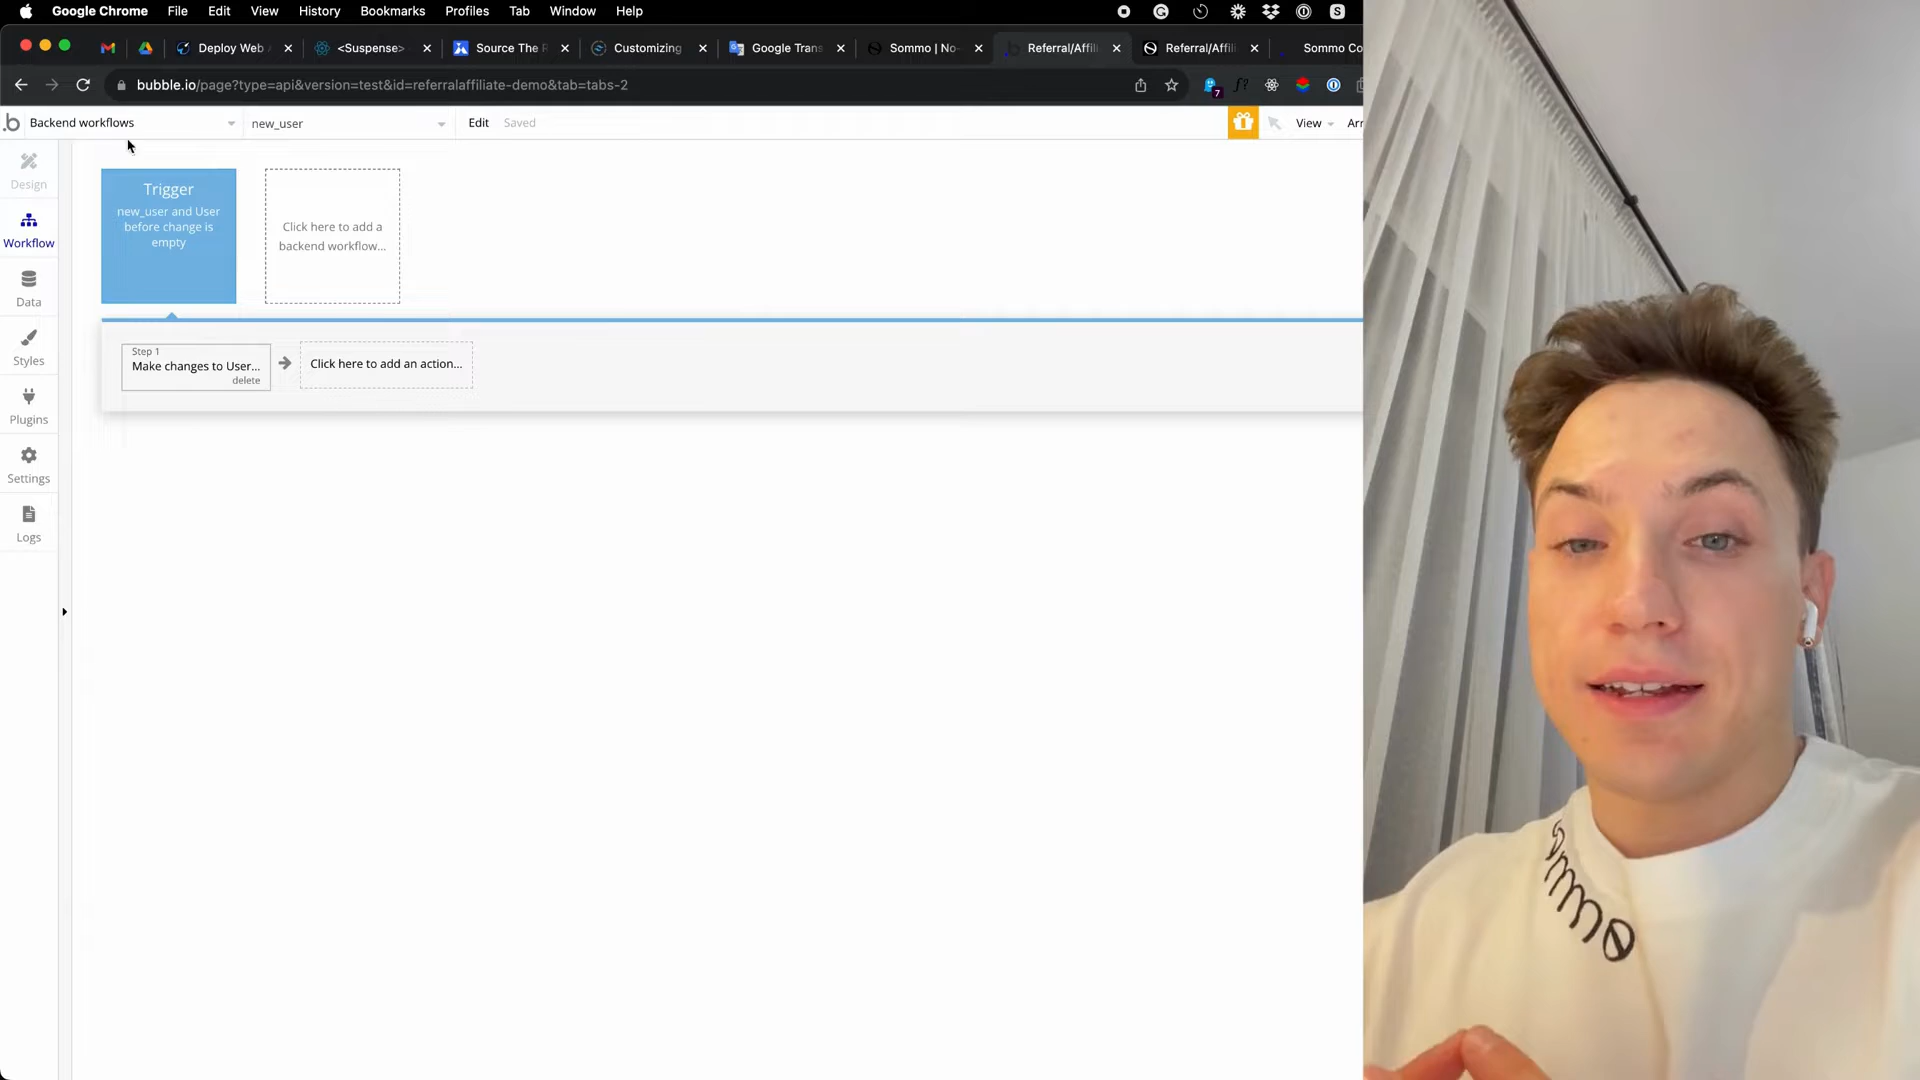 Google Chrome File Edit View History Bookmarks Profiles Tab Window Help
Deploy Web
<Suspense>
Source The
Customizing
Google Trans
Sommo | No-
Referral/Affili
Referral/Affili
Sommo Co
bubble.io/page?type=api&version=test&id=referralaffiliate-demo&tab=tabs-2
7
f?
Backend workflows
new_user
Edit
Saved
View
Design
Workflow
Data
Styles
Plugins
Settings
Logs
Trigger
new_user and User
before change is
empty
Click here to add a
backend workflow...
Step 1
Make changes to User...
delete
Click here to add an action...
sommo